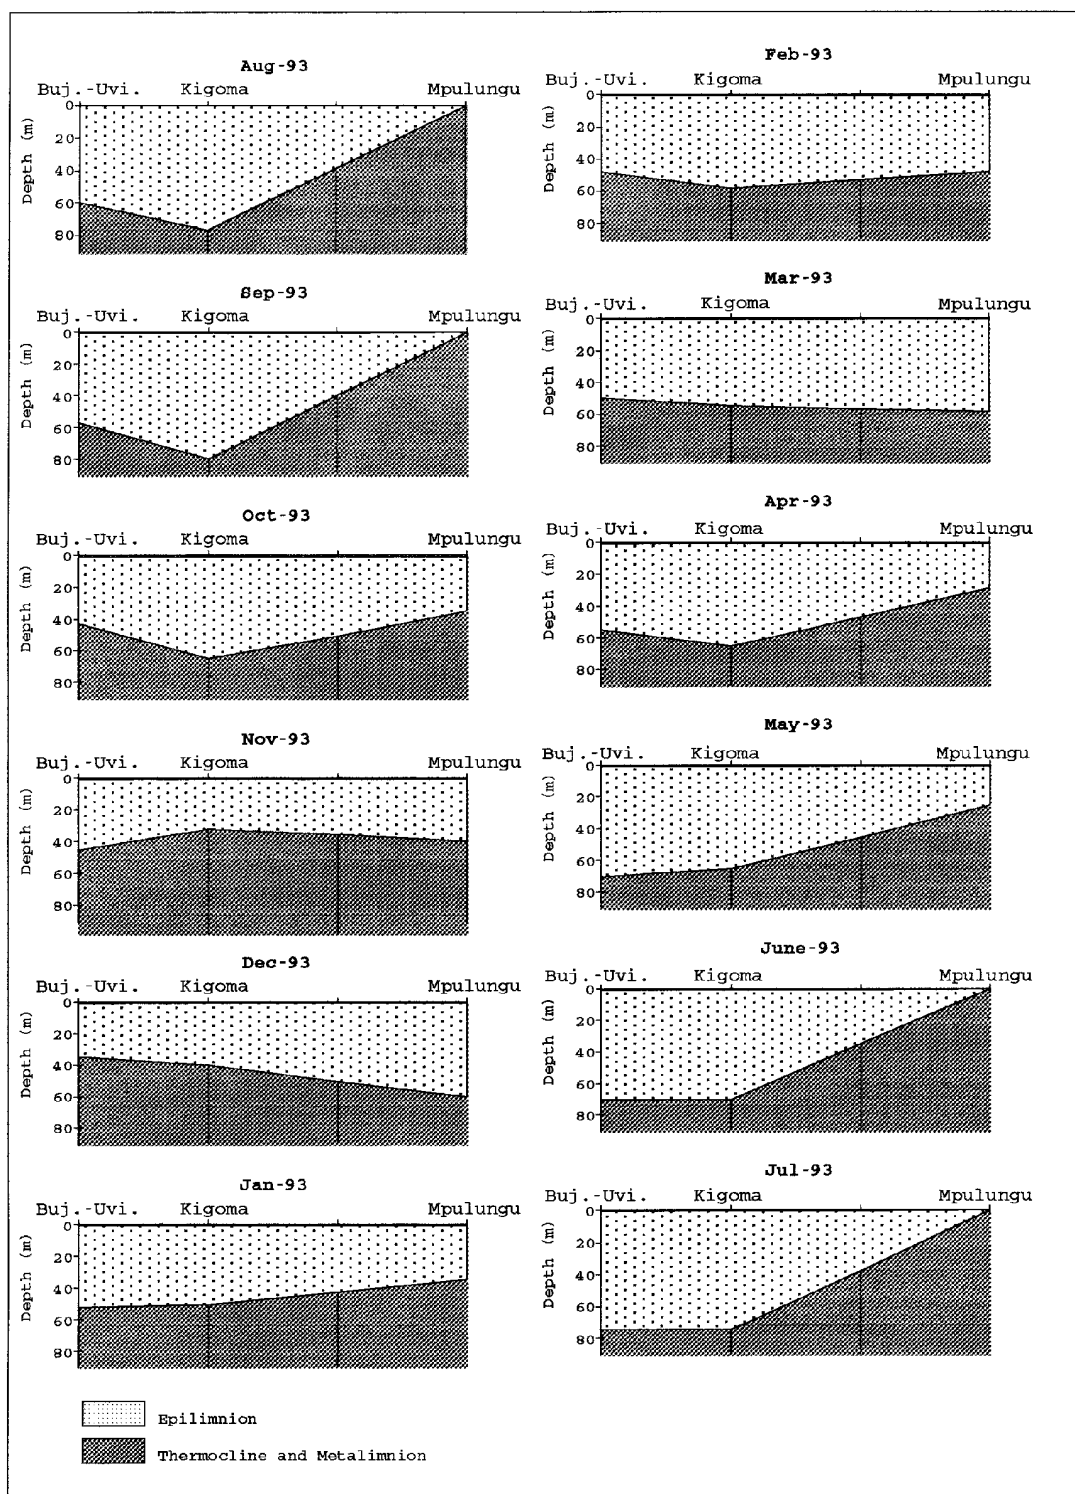 Aug-93
Buj.-Uvi. Kigoma Mpulungu
Depth (m)
0
20
40
60
80
Sep-93
Buj.-Uvi. Kigoma Mpulungu
Depth (m)
0
20
40
60
80
Oct-93
Buj.-Uvi. Kigoma Mpulungu
Depth (m)
0
20
40
60
80
Nov-93
Buj.-Uvi. Kigoma Mpulungu
Depth (m)
0
20
40
60
80
Dec-93
Buj.-Uvi. Kigoma Mpulungu
Depth (m)
0
20
40
60
80
Jan-93
Buj.-Uvi. Kigoma Mpulungu
Depth (m)
0
20
40
60
80
Feb-93
Buj.-Uvi. Kigoma Mpulungu
Depth (m)
0
20
40
60
80
Mar-93
Buj.-Uvi. Kigoma Mpulungu
Depth (m)
0
20
40
60
80
Apr-93
Buj.-Uvi. Kigoma Mpulungu
Depth (m)
0
20
40
60
80
May-93
Buj.-Uvi. Kigoma Mpulungu
Depth (m)
0
20
40
60
80
June-93
Buj.-Uvi. Kigoma Mpulungu
Depth (m)
0
20
40
60
80
Jul-93
Buj.-Uvi. Kigoma Mpulungu
Depth (m)
0
20
40
60
80
Epilimnion
Thermocline and Metalimnion